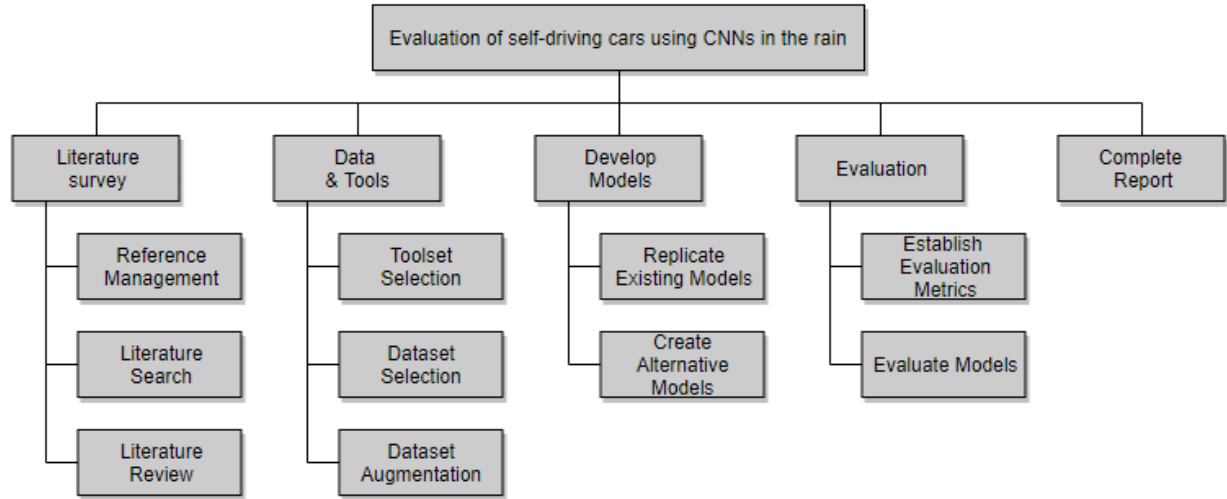 Evaluation of self-driving cars using CNNs in the rain
Literature
survey
Reference
Management
Literature
Search
Literature
Review
Data
& Tools
Toolset
Selection
Dataset
Selection
Dataset
Augmentation
Develop
Models
Replicate
Existing Models
Create
Alternative
Models
Evaluation
Establish
Evaluation
Metrics
Evaluate Models
Complete
Report